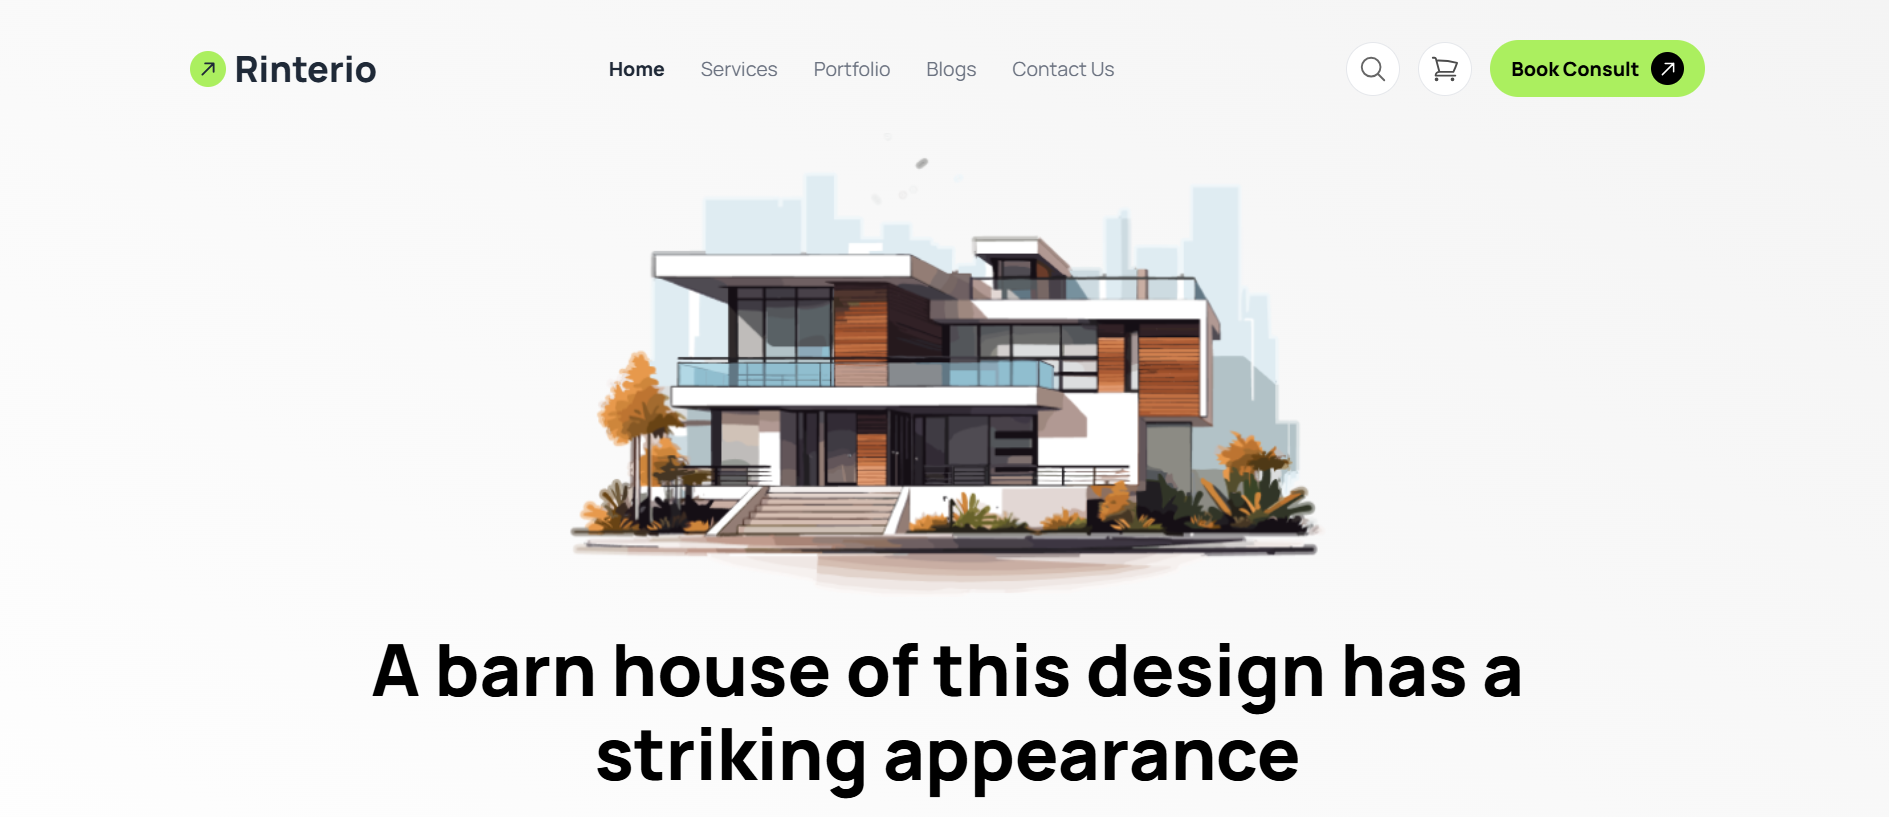 Rinterio
Home Services Portfolio Blogs Contact Us
Book Consult
A barn house of this design has a
striking appearance